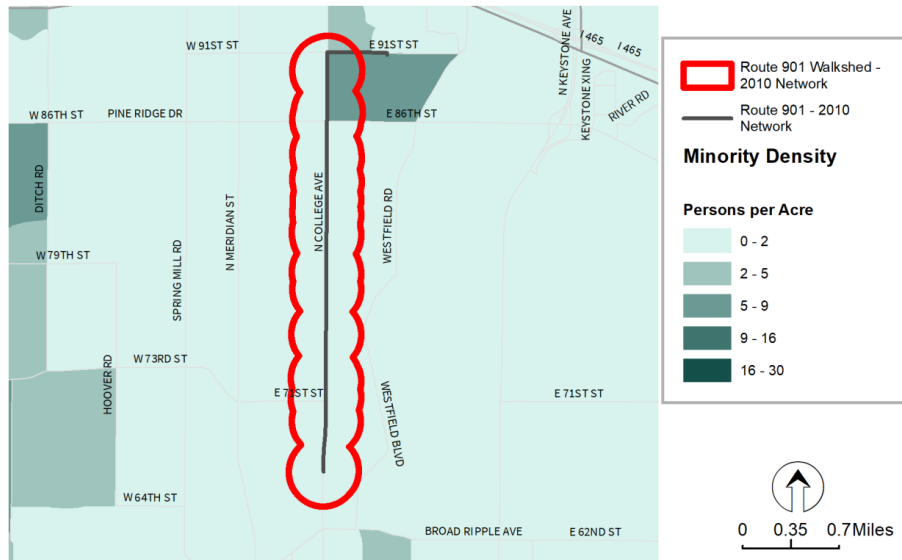 W 91ST ST
E 91ST ST
N KEYSTONE AVE
I 465
I 465
KEYSTONE XING
RIVER RD
W 86TH ST
PINE RIDGE DR
E 86TH ST
DITCH RD
N MERIDIAN ST
N COLLEGE AVE
WESTFIELD RD
SPRING MILL RD
W 79TH ST
HOOVER RD
W 73RD ST
E 71ST ST
WESTFIELD BLVD
E 71ST ST
W 64TH ST
BROAD RIPPLE AVE
E 62ND ST
Route 901 Walkshed -
2010 Network
Route 901 - 2010
Network
Minority Density
Persons per Acre
0 - 2
2 - 5
5 - 9
9 - 16
16 - 30
0 0.35 0.7Miles